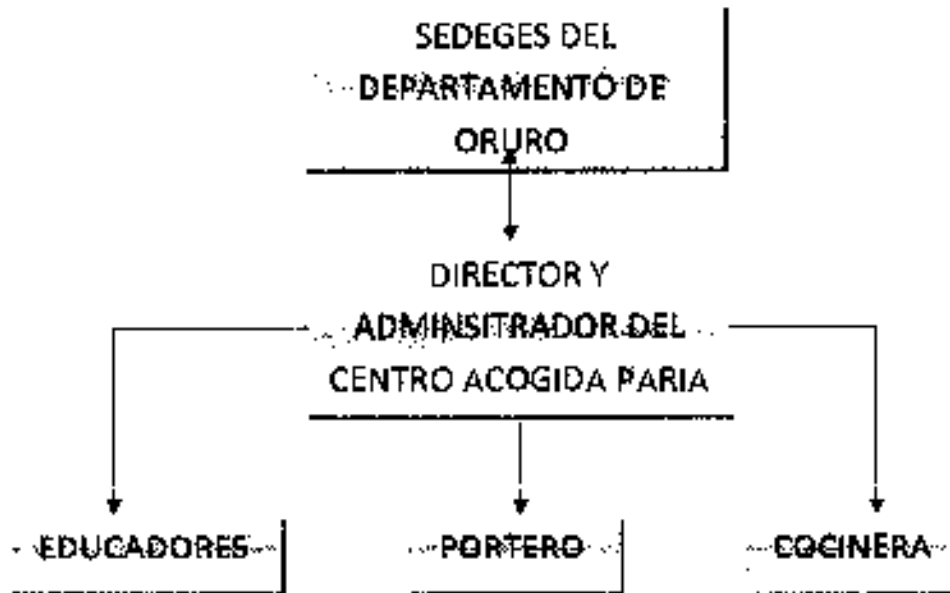 SEDEGES DEL
DEPARTAMENTO DE
ORURO
DIRECTOR Y
ADMINSITRADOR DEL
CENTRO ACOGIDA PARIA
EDUCADORES
PORTERO
COCINERA